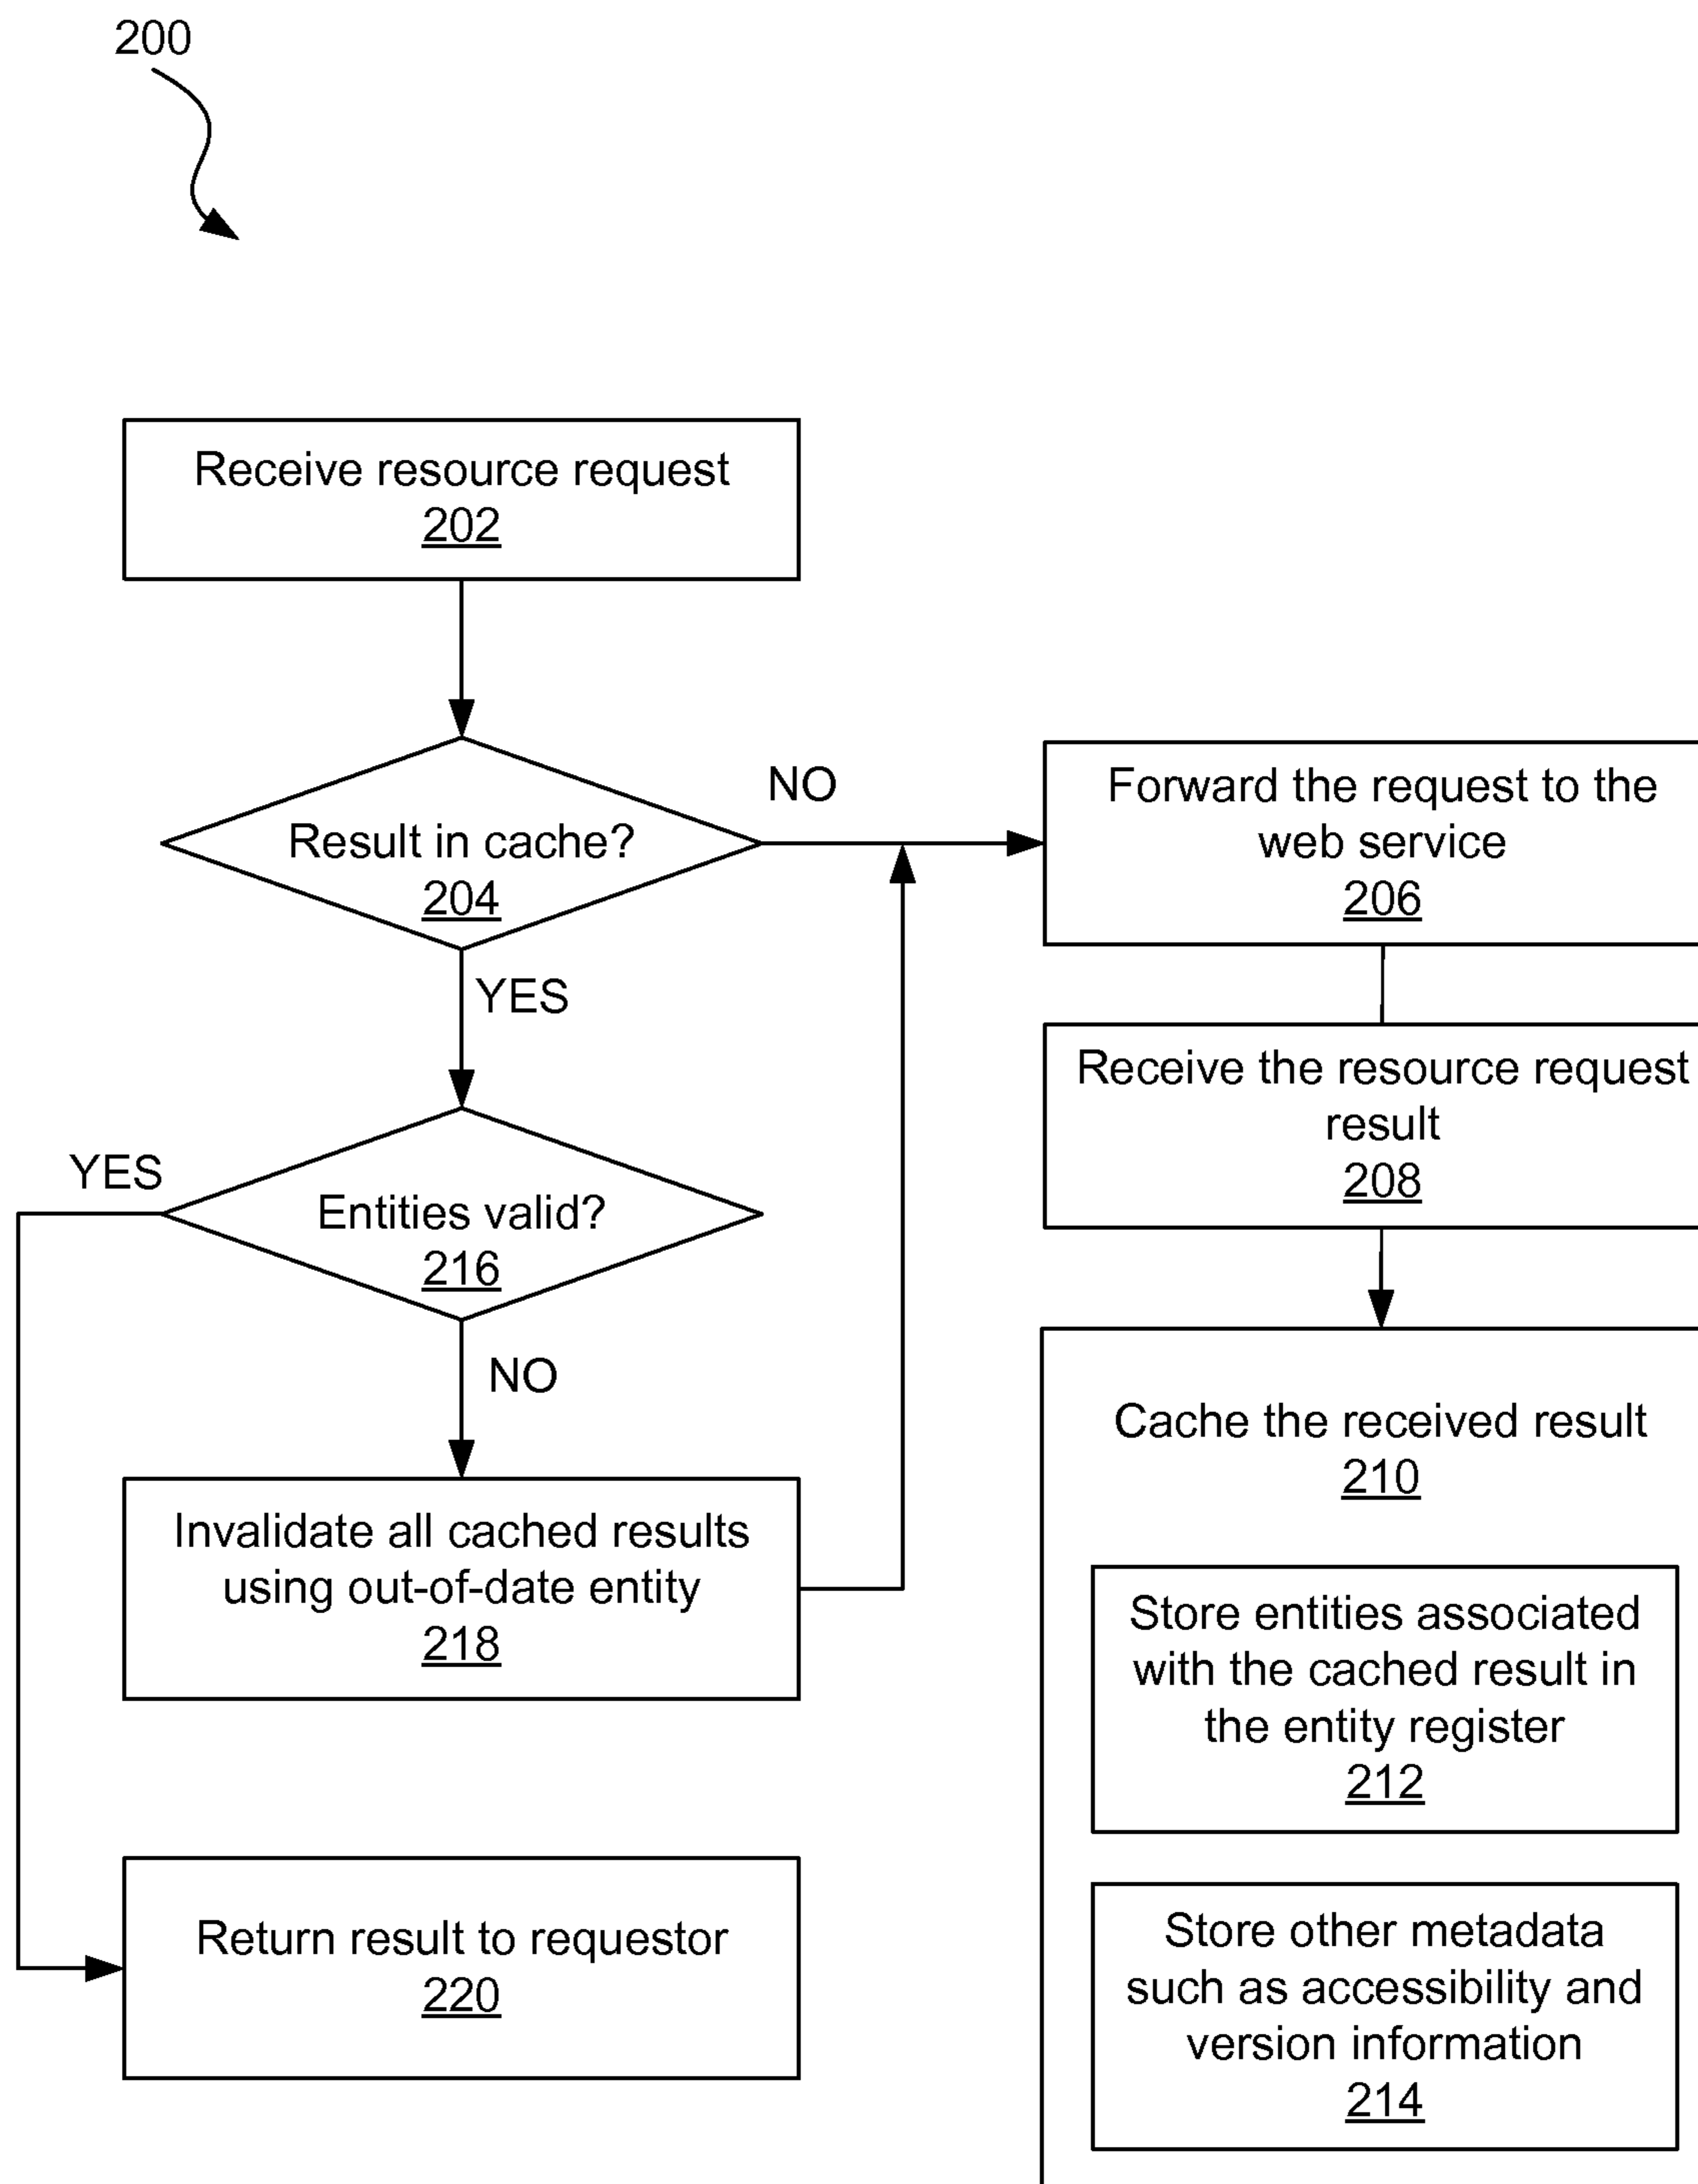 200
Receive resource request
202
Result in cache?
204
NO
YES
Forward the request to the
web service
206
Receive the resource request
result
208
YES
Entities valid?
216
NO
Invalidate all cached results
using out-of-date entity
218
Return result to requestor
220
Cache the received result
210
Store entities associated
with the cached result in
the entity register
212
Store other metadata
such as accessibility and
version information
214